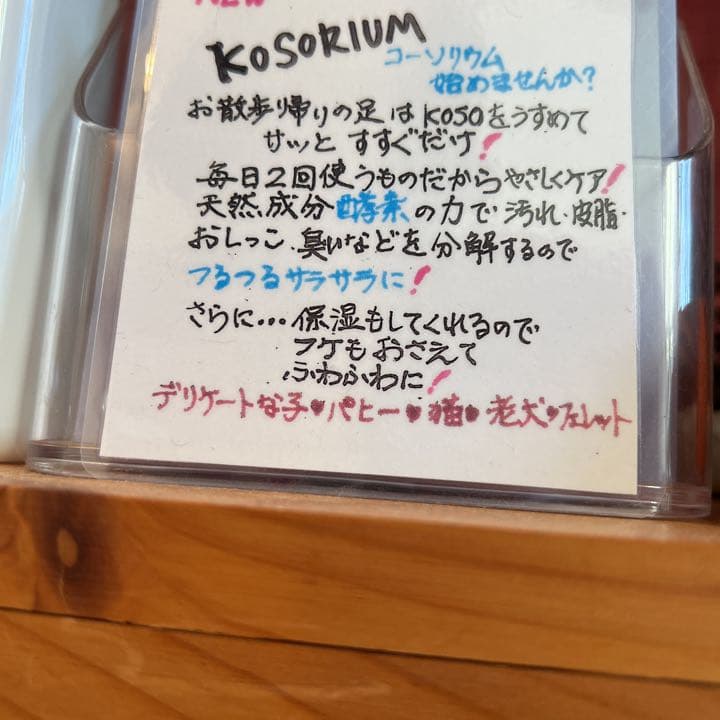 NEW
KOSORIUM
コーソリウム
始めませんか?
お散歩帰りの足はKOSOをうすめて
サッとすすぐだけ!
毎日2回使うものだからやさしくケア!
天然成分酵素の力で汚れ・皮脂・
おしっこ、臭いなどを分解するので
つるつるサラサラに!
さらに…保湿もしてくれるので
フケもおさえて
ふわふわに!
デリケートな子♥パピー♥猫♥老犬♥フェレット